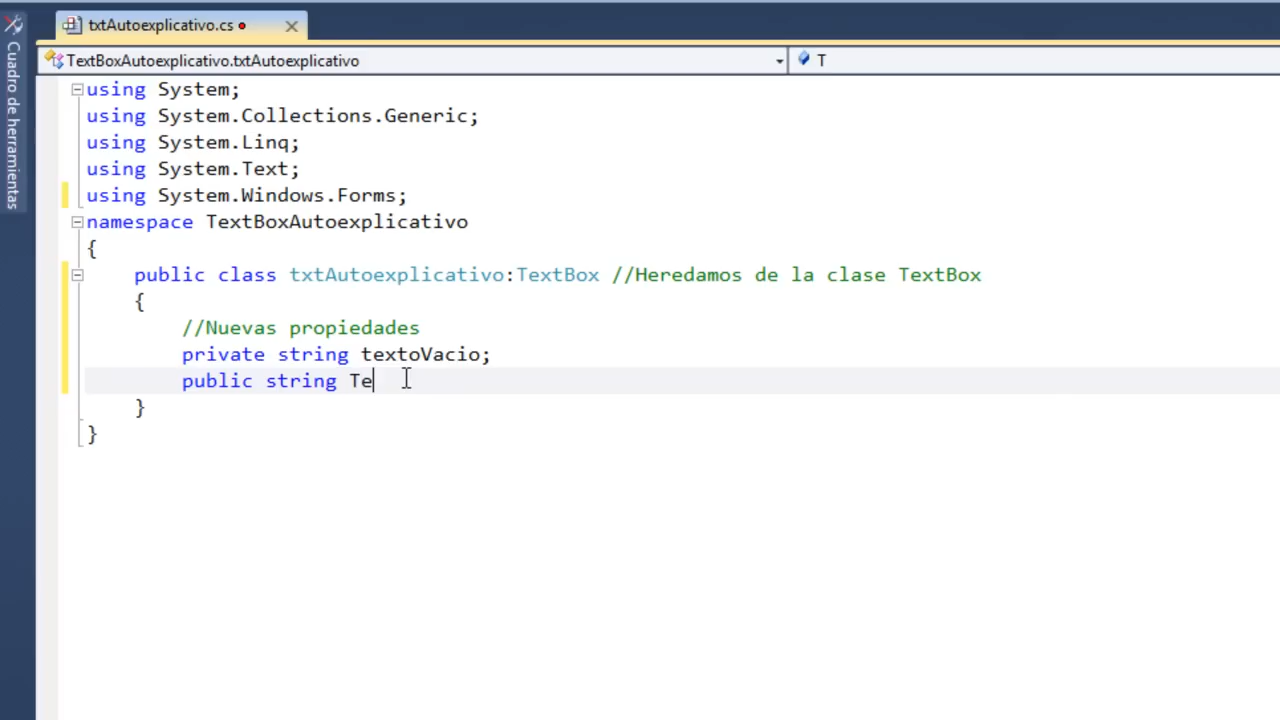 txtAutoexplicativo.cs
Cuadro de herramientas
TextBoxAutoexplicativo.txtAutoexplicativo
T
using System;
using System.Collections.Generic;
using System.Linq;
using System.Text;
using System.Windows.Forms;
namespace TextBoxAutoexplicativo
{
public class txtAutoexplicativo:TextBox //Heredamos de la clase TextBox
{
//Nuevas propiedades
private string textoVacio;
public string Te
}
}